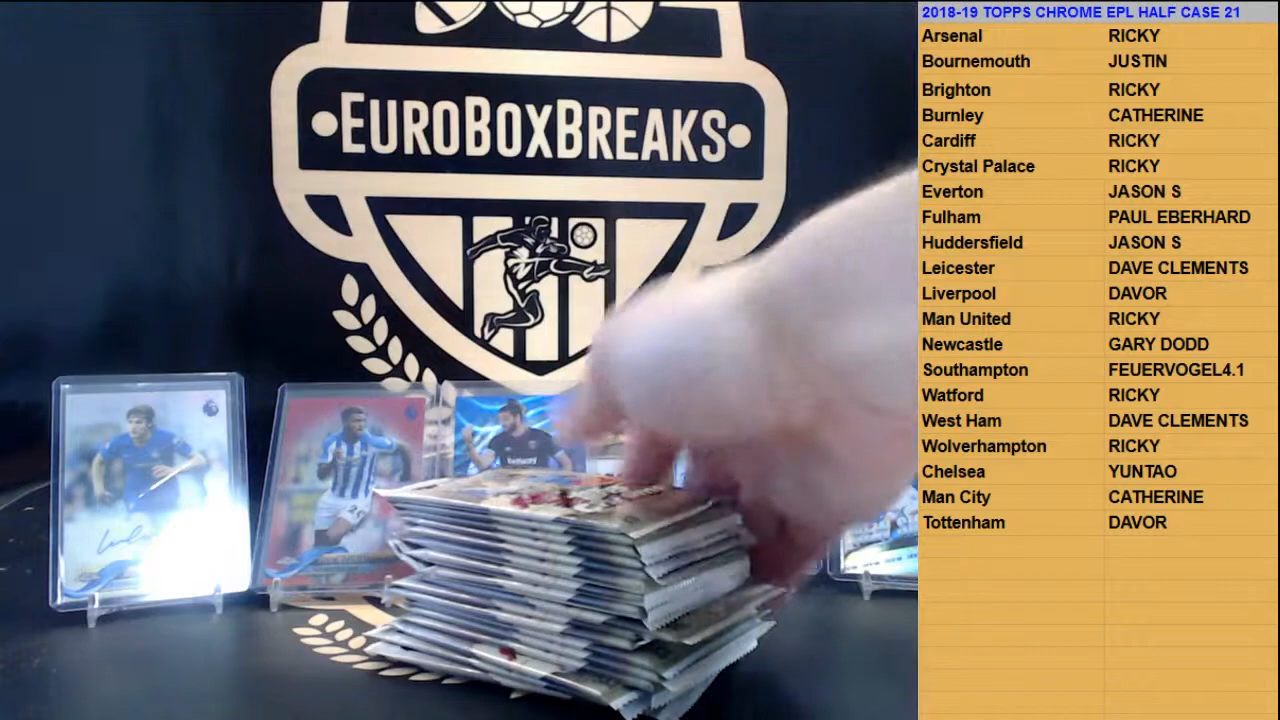 EUROBOXBREAKS
2018-19 TOPPS CHROME EPL HALF CASE 21
Arsenal RICKY
Bournemouth JUSTIN
Brighton RICKY
Burnley CATHERINE
Cardiff RICKY
Crystal Palace RICKY
Everton JASON S
Fulham PAUL EBERHARD
Huddersfield JASON S
Leicester DAVE CLEMENTS
Liverpool DAVOR
Man United RICKY
Newcastle GARY DODD
Southampton FEUERVOGEL4.1
Watford RICKY
West Ham DAVE CLEMENTS
Wolverhampton RICKY
Chelsea YUNTAO
Man City CATHERINE
Tottenham DAVOR